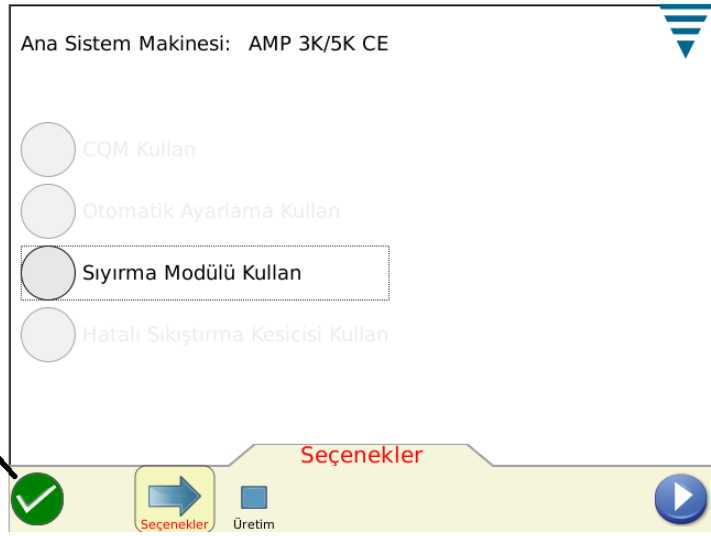 Ana Sistem Makinesi: AMP 3K/5K CE
CQM Kullan
Otomatik Ayarlama Kullan
Sıyırma Modülü Kullan
Hatalı Sıkıştırma Kesicisi Kullan
Seçenekler
Seçenekler
Üretim